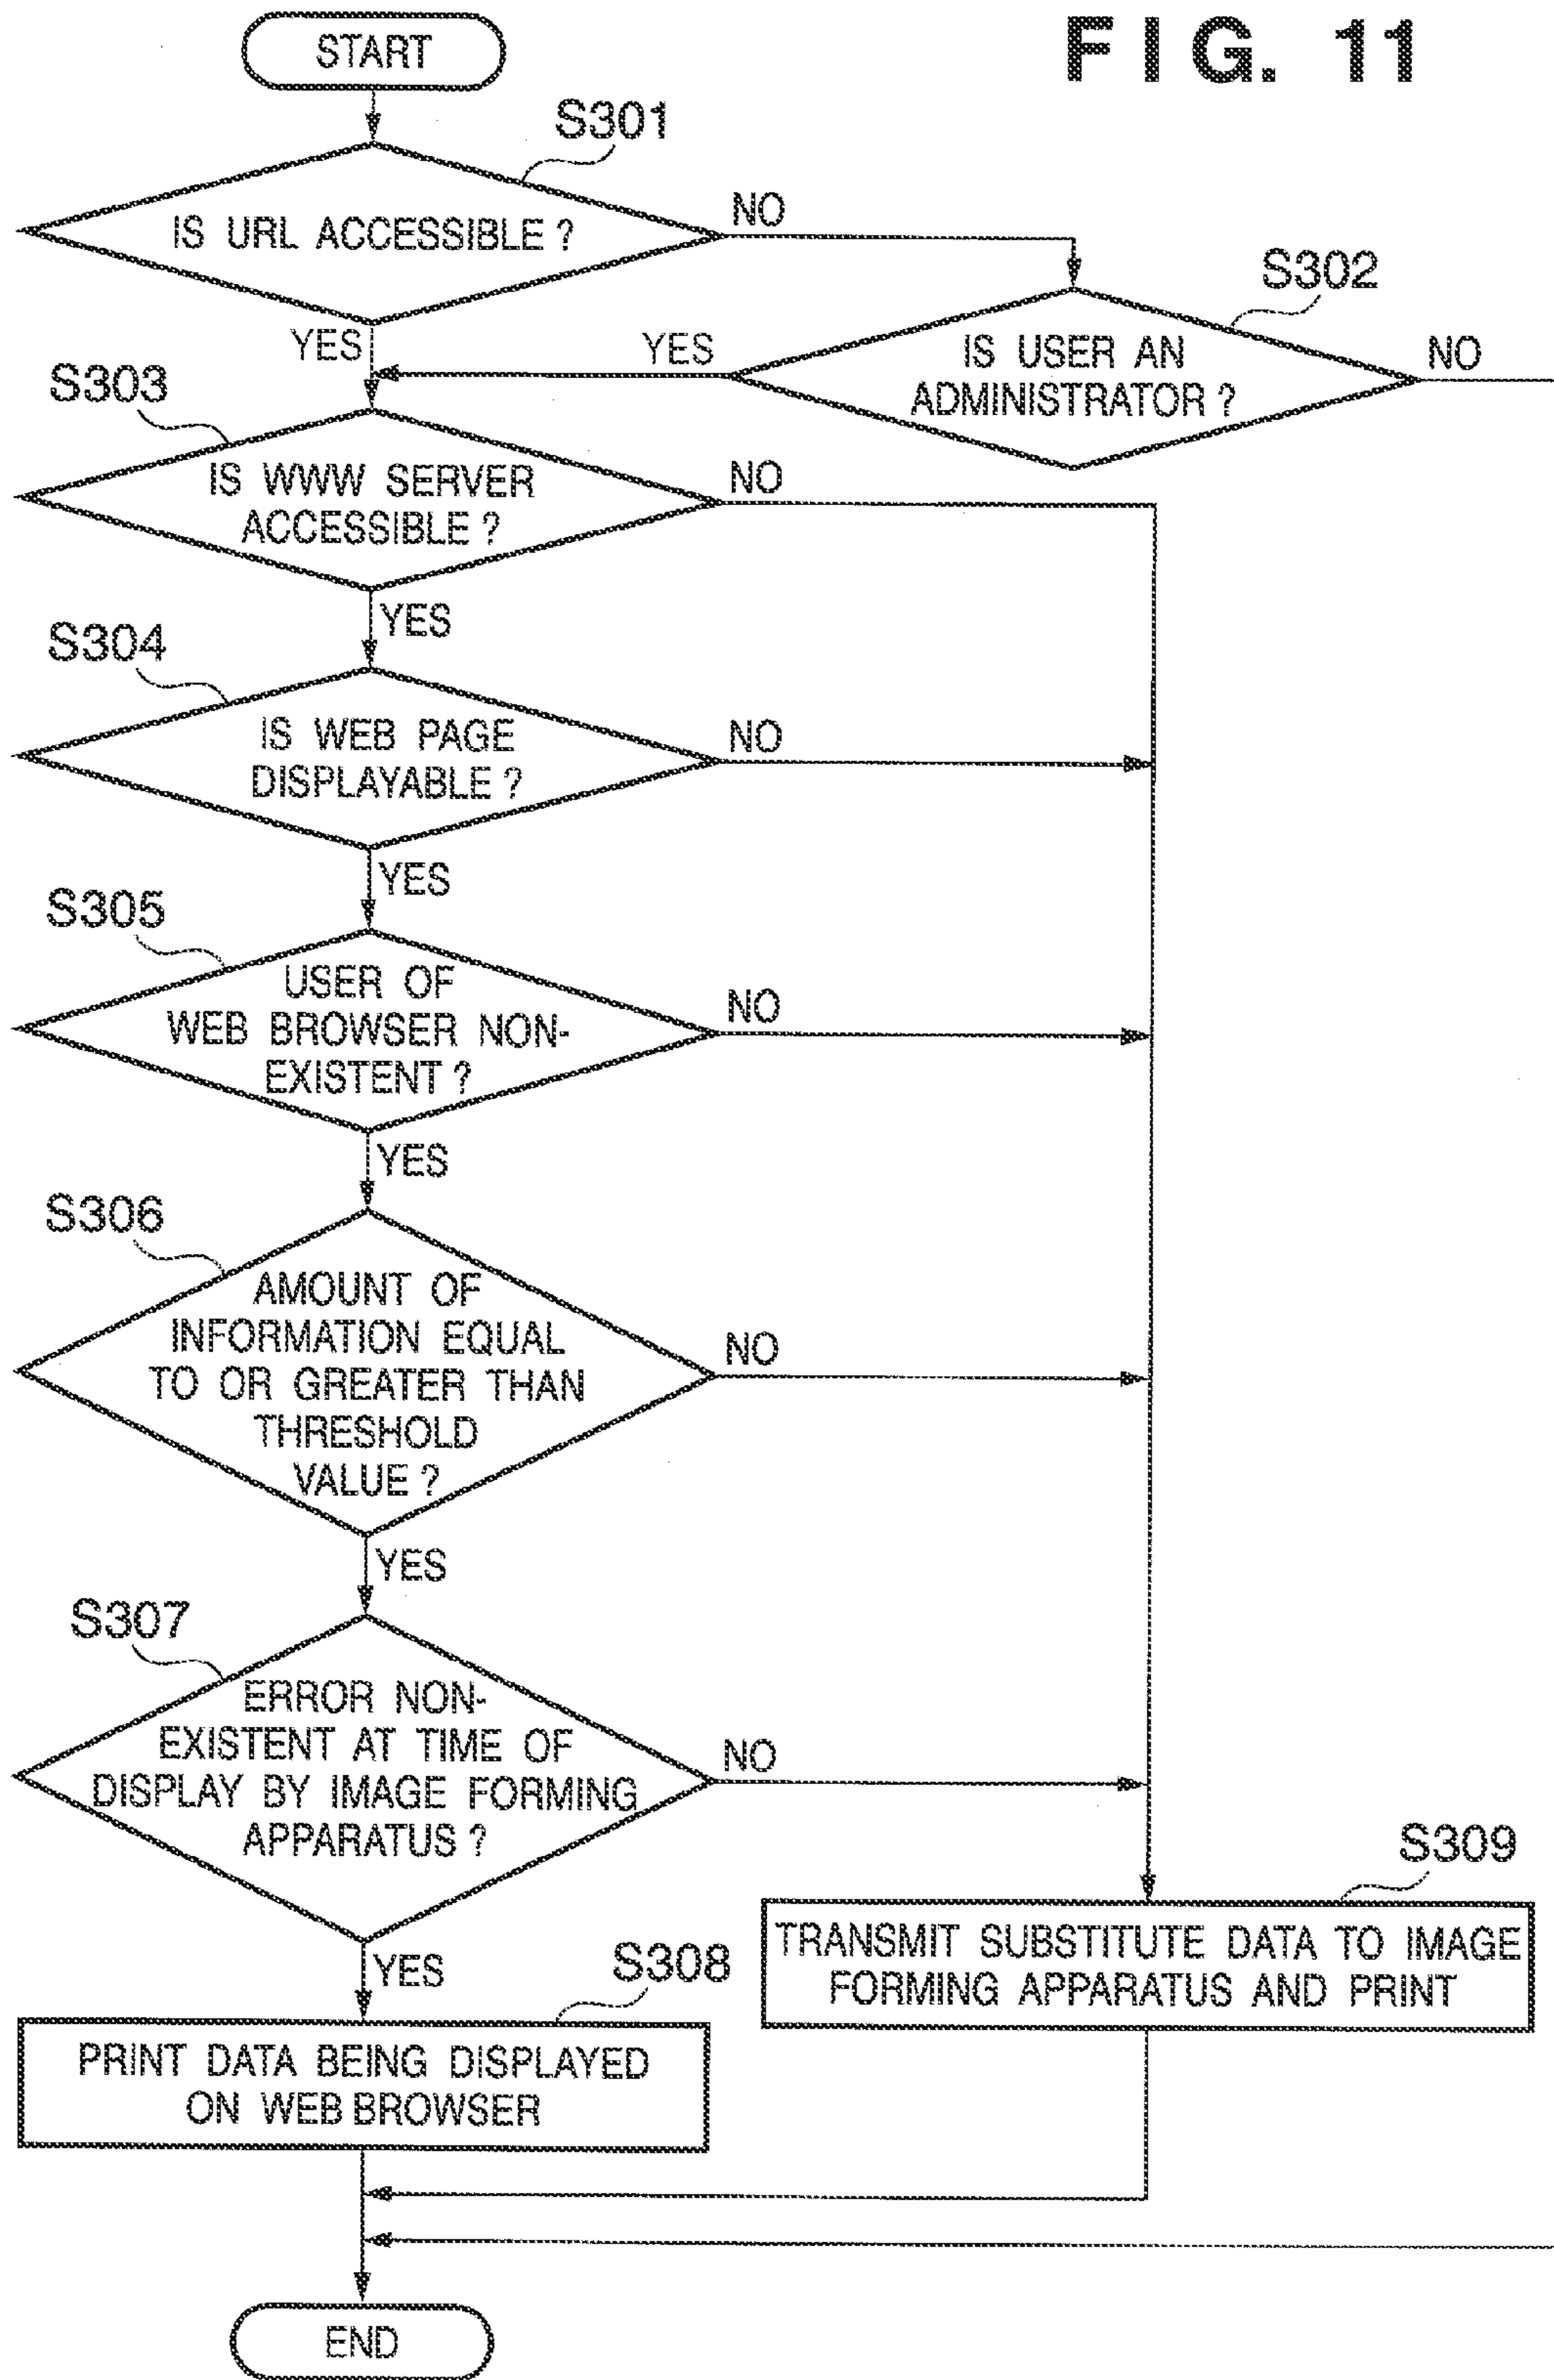 FIG. 11
START
S301
IS URL ACCESSIBLE ?
NO
YES
S302
IS USER AN
ADMINISTRATOR ?
YES
NO
S303
IS WWW SERVER
ACCESSIBLE ?
NO
YES
S304
IS WEB PAGE
DISPLAYABLE ?
NO
YES
S305
USER OF
WEB BROWSER NON-
EXISTENT ?
NO
YES
S306
AMOUNT OF
INFORMATION EQUAL
TO OR GREATER THAN
THRESHOLD
VALUE ?
NO
YES
S307
ERROR NON-
EXISTENT AT TIME OF
DISPLAY BY IMAGE FORMING
APPARATUS ?
NO
YES
S308
PRINT DATA BEING DISPLAYED
ON WEB BROWSER
S309
TRANSMIT SUBSTITUTE DATA TO IMAGE
FORMING APPARATUS AND PRINT
END